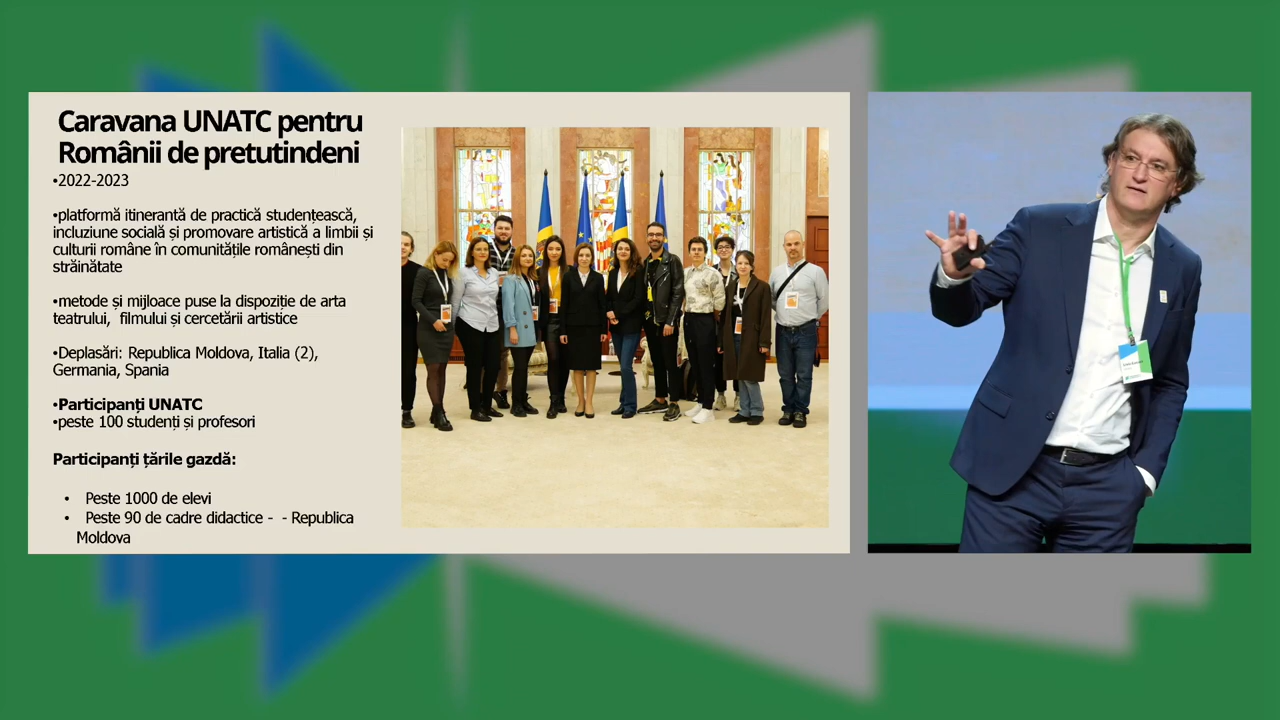 Caravana UNATC pentru
Românii de pretutindeni
•2022-2023
•platformă itinerantă de practică studențească,
incluziune socială și promovare artistică a limbii și
culturii române în comunitățile românești din
străinătate
•metode și mijloace puse la dispoziție de arta
teatrului, filmului și cercetării artistice
•Deplasări: Republica Moldova, Italia (2),
Germania, Spania
•Participanți UNATC
•peste 100 studenți și profesori
Participanți țările gazdă:
• Peste 1000 de elevi
• Peste 90 de cadre didactice - - Republica
Moldova